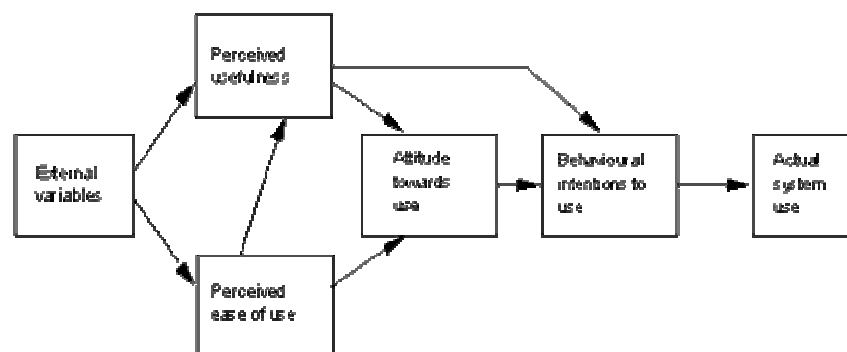 Perceived
usefulness
External
variables
Attitude
towards
use
Behavioural
intentions to
use
Actual
system
use
Perceived
ease of use